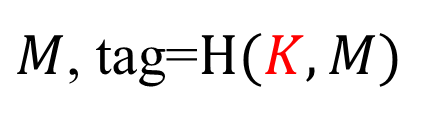 M, tag=H(K, M)